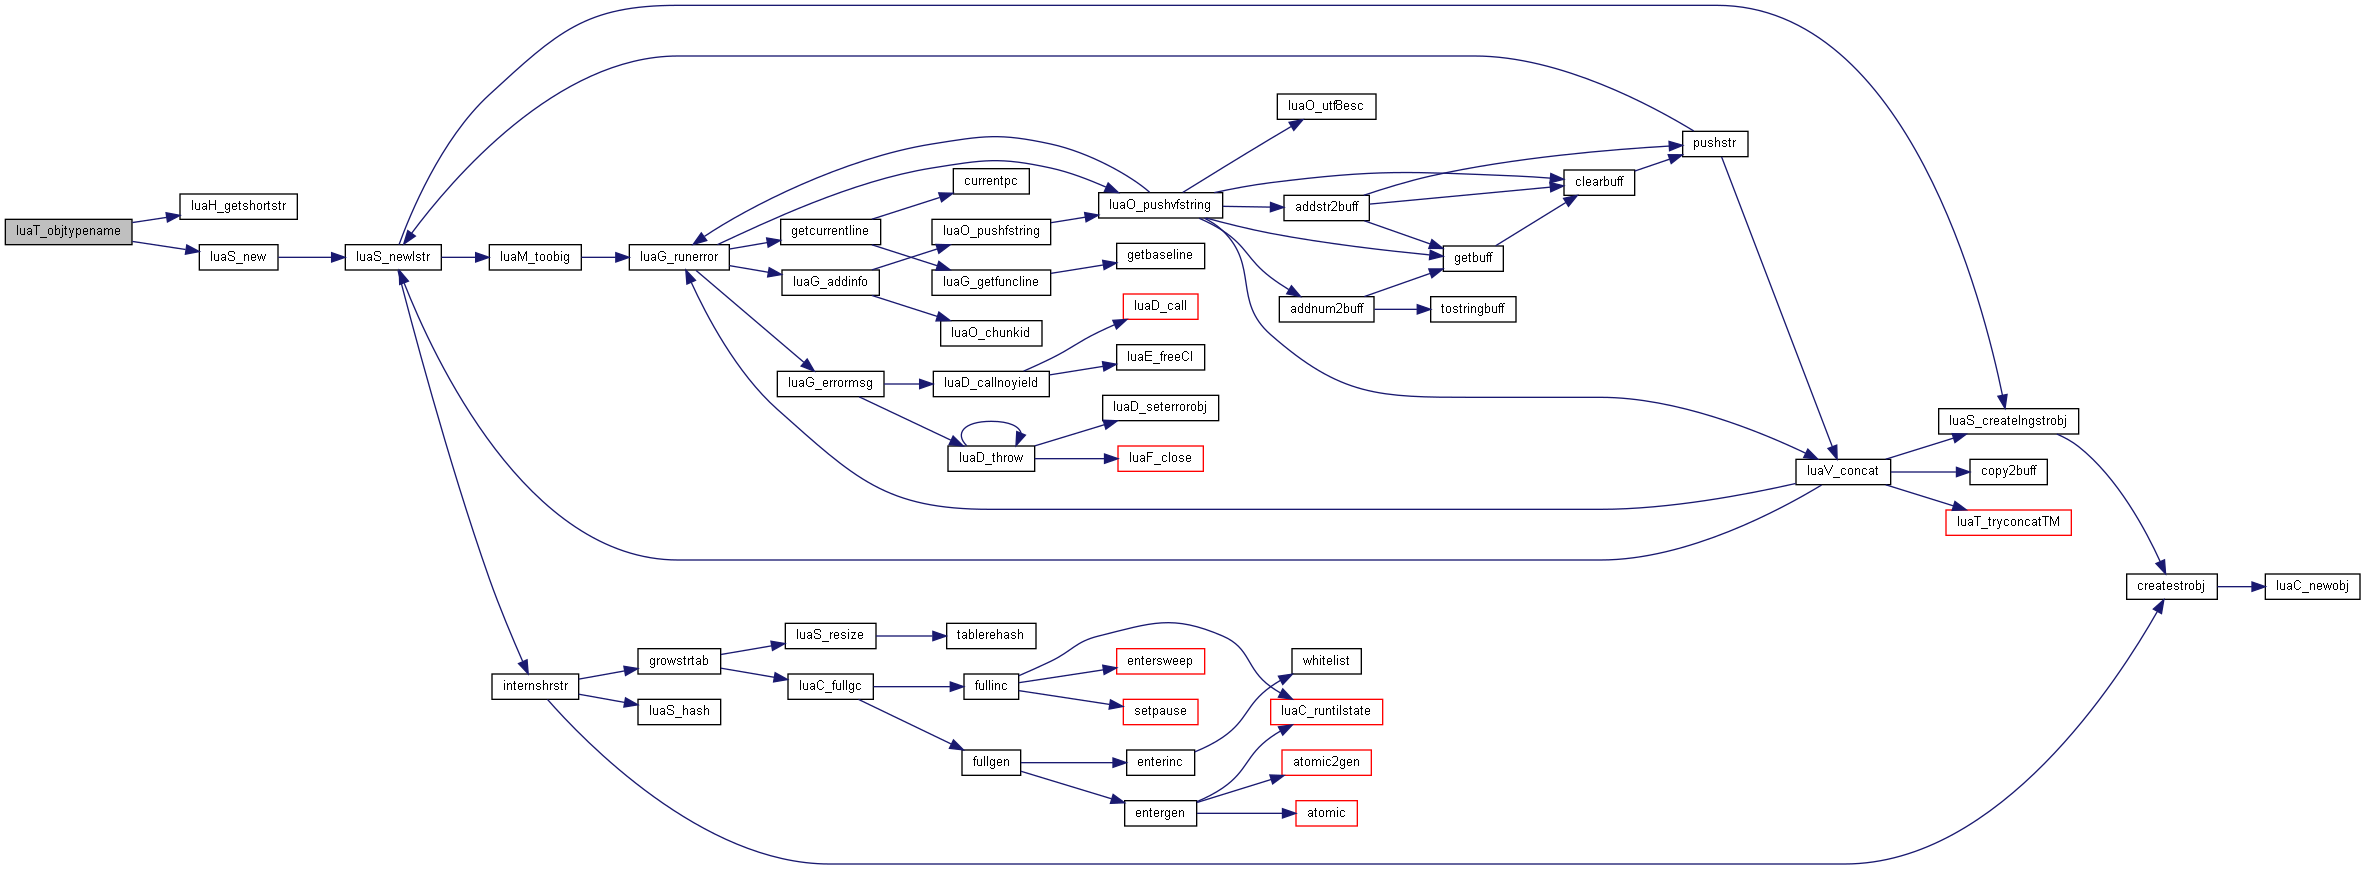 luaT_objtypename
luaH_getshortstr
luaS_new
luaS_newlstr
luaM_toobig
luaG_runerror
getcurrentline
luaG_addinfo
currentpc
luaO_pushfstring
luaG_getfuncline
luaO_chunkid
luaG_errormsg
luaD_callnoyield
luaD_throw
luaO_pushvfstring
getbaseline
luaD_call
luaE_freeCI
luaD_seterrorobj
luaF_close
luaO_utf8esc
addstr2buff
addnum2buff
getbuff
tostringbuff
clearbuff
pushstr
luaV_concat
luaS_createlngstrobj
copy2buff
luaT_tryconcatTM
createstrobj
luaC_newobj
internshrstr
growstrtab
luaS_hash
luaS_resize
luaC_fullgc
tablerehash
fullinc
fullgen
entersweep
setpause
enterinc
entergen
whitelist
luaC_runtilstate
atomic2gen
atomic